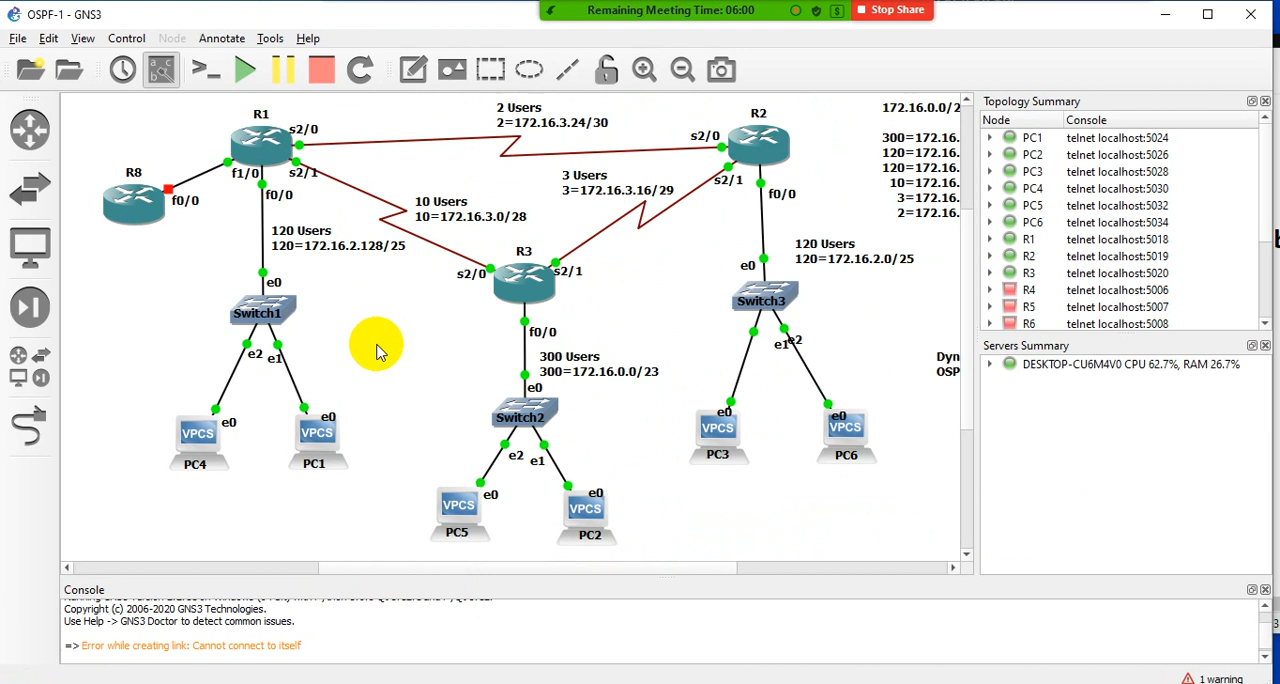 OSPF-1 - GNS3
Remaining Meeting Time: 06:00
Stop Share
File Edit View Control Node Annotate Tools Help
R1
s2/0
2 Users
2=172.16.3.24/30
s2/0
R2
172.16.0.0/2
300=172.16.
120=172.16.
120=172.16.
10=172.16.
3=172.16.
2=172.16.
R8
f0/0
f1/0
s2/1
f0/0
3 Users
3=172.16.3.16/29
s2/1
f0/0
10 Users
10=172.16.3.0/28
120 Users
120=172.16.2.128/25
R3
s2/0
s2/1
120 Users
120=172.16.2.0/25
e0
e0
Switch1
Switch3
f0/0
e2
e1
e1
e2
300 Users
300=172.16.0.0/23
Dyn
OSP
e0
Switch2
e0
e0
e0
e0
VPCS
VPCS
VPCS
VPCS
PC4
PC1
PC3
PC6
e2
e1
e0
e0
VPCS
VPCS
PC5
PC2
Topology Summary
Node Console
PC1 telnet localhost:5024
PC2 telnet localhost:5026
PC3 telnet localhost:5028
PC4 telnet localhost:5030
PC5 telnet localhost:5032
PC6 telnet localhost:5034
R1 telnet localhost:5018
R2 telnet localhost:5019
R3 telnet localhost:5020
R4 telnet localhost:5006
R5 telnet localhost:5007
R6 telnet localhost:5008
Servers Summary
DESKTOP-CU6M4V0 CPU 62.7%, RAM 26.7%
Console
Copyright (c) 2006-2020 GNS3 Technologies.
Use Help -> GNS3 Doctor to detect common issues.
=> Error while creating link: Cannot connect to itself
1 warning